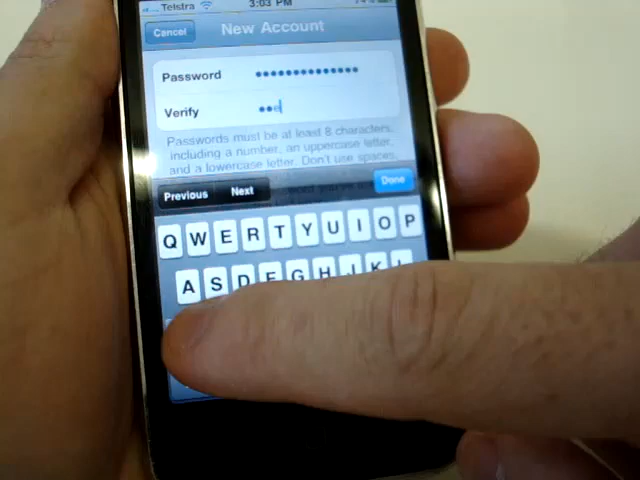 Telstra 3:03 PM
Cancel New Account
Password ••••••••••••••
Verify ••e
Passwords must be at least 8 characters,
including a number, an uppercase letter,
and a lowercase letter. Don't use spaces,
Previous Next Done
Q W E R T Y U I O P
A S D F G H J K L